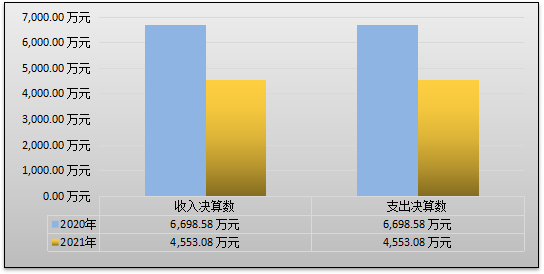 7,000.00 万元
6,000.00 万元
5,000.00 万元
4,000.00 万元
3,000.00 万元
2,000.00 万元
1,000.00 万元
0.00 万元
收入决算数 支出决算数
2020年 6,698.58 万元 6,698.58 万元
2021年 4,553.08 万元 4,553.08 万元